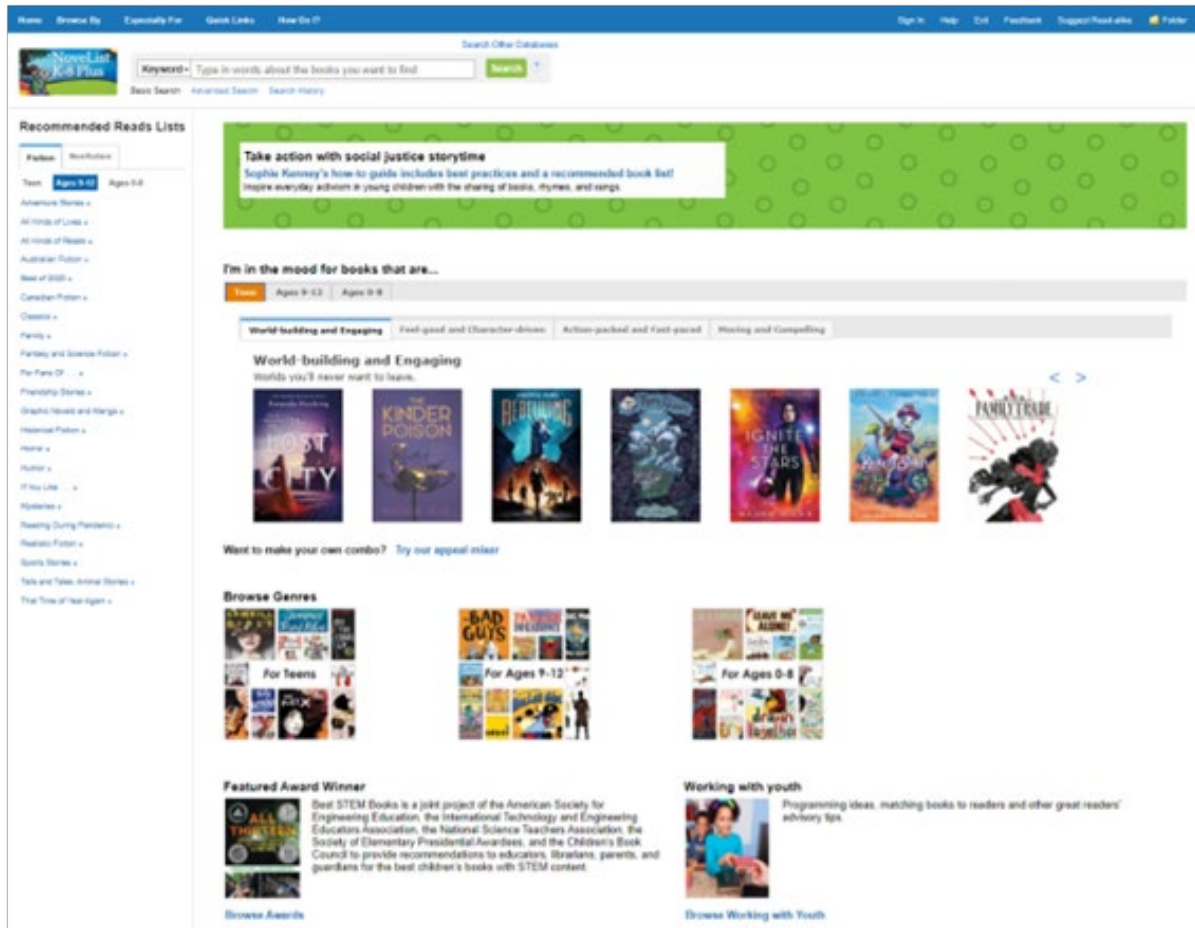 Home Browse By Especially For Quick Links How Do I?
Sign In Help Exit Feedback Suggest Read-alike Folder
Search Other Databases
NoveList
K-8 Plus
Keyword Type in words about the books you want to find Search
Basic Search Advanced Search Search History
Recommended Reads Lists
Fiction Nonfiction
Teen Ages 9-12 Ages 0-8
Adventure Stories »
All Kinds of Lives »
All Kinds of Reads »
Australian Fiction »
Best of 2020 »
Canadian Fiction »
Classics »
Family »
Fantasy and Science Fiction »
For Fans Of . . . »
Friendship Stories »
Graphic Novels and Manga »
Historical Fiction »
Horror »
Humor »
If You Like . . . »
Mysteries »
Reading During Pandemic »
Realistic Fiction »
Sports Stories »
Tails and Tales: Animal Stories »
That Time of Year Again »
Take action with social justice storytime
Sophie Kenney's how-to guide includes best practices and a recommended book list!
Inspire everyday activism in young children with the sharing of books, rhymes, and songs.
I'm in the mood for books that are...
Teen Ages 9-12 Ages 0-8
World-building and Engaging Feel-good and Character-driven Action-packed and Fast-paced Moving and Compelling
World-building and Engaging
Worlds you'll never want to leave.
< >
LOST
CITY
THE
KINDER
POISON
IGNITE
THE
STARS
FAMILY TRADE
Want to make your own combo? Try our appeal mixer
Browse Genres
For Teens
BAD
GUYS
For Ages 9-12
LEAVE ME
ALONE!
For Ages 0-8
drawn
together
Featured Award Winner
ALL
THIRTEEN
Best STEM Books is a joint project of the American Society for
Engineering Education, the International Technology and Engineering
Educators Association, the National Science Teachers Association, the
Society of Elementary Presidential Awardees, and the Children's Book
Council to provide recommendations to educators, librarians, parents, and
guardians for the best children's books with STEM content.
Browse Awards
Working with youth
Programming ideas, matching books to readers and other great readers'
advisory tips.
Browse Working with Youth